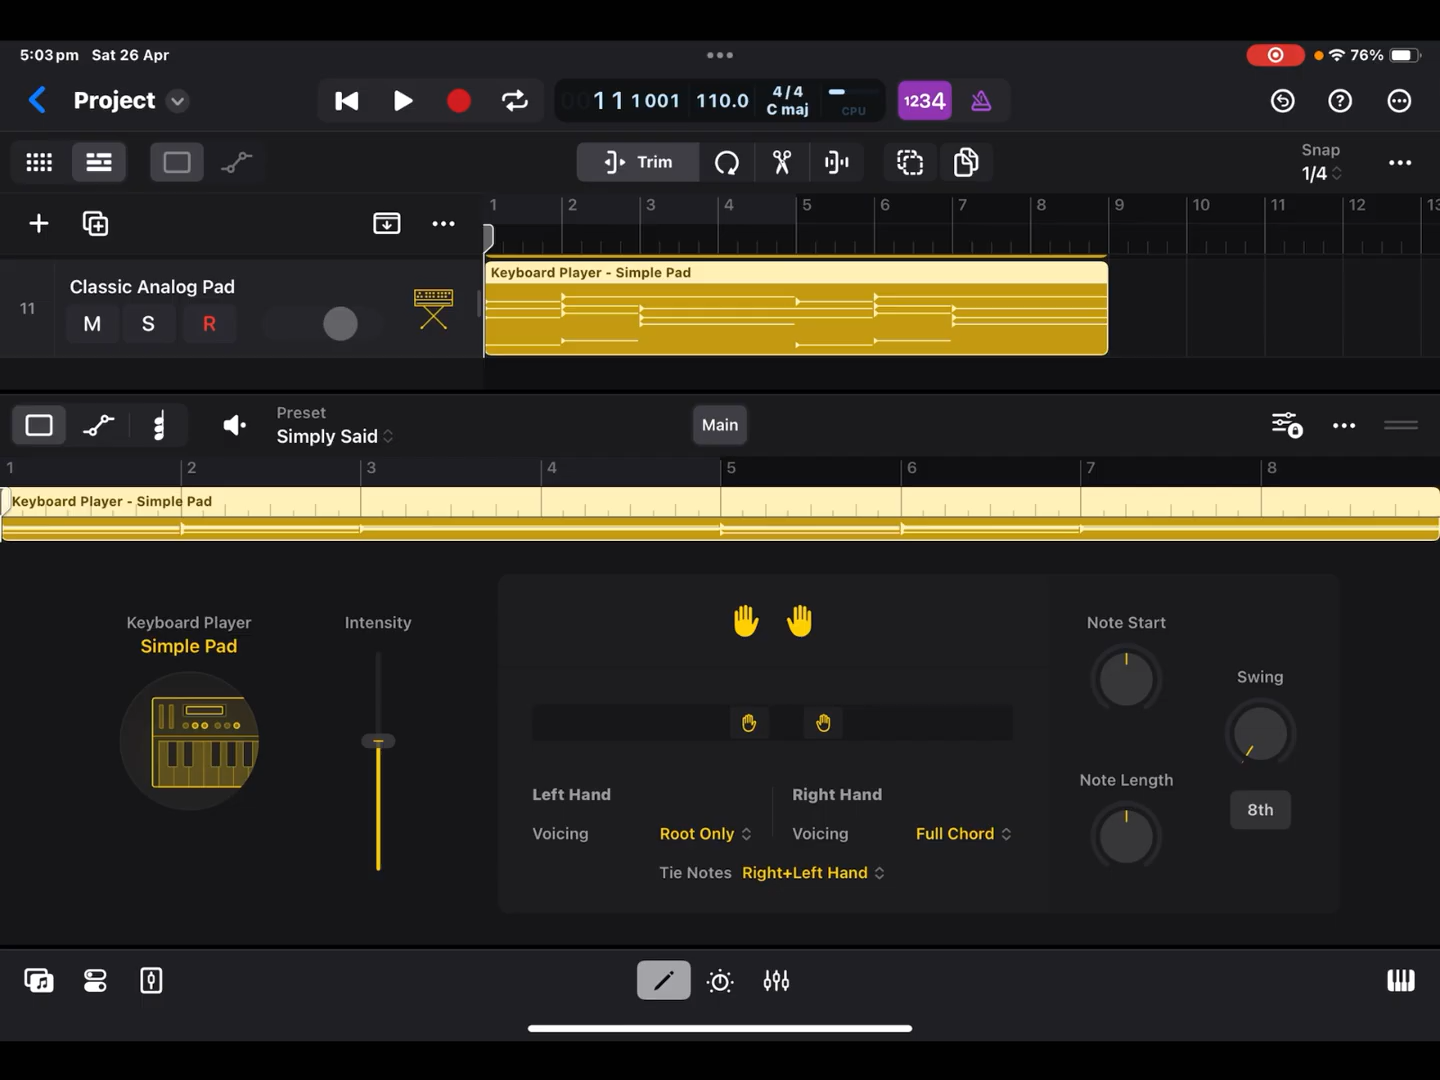 5:03 pm Sat 26 Apr
76%
Project
11 1 001 110.0 4/4
C maj
CPU
1234
Trim
Snap
1/4
1 2 3 4 5 6 7 8 9 10 11 12 13
11
Classic Analog Pad
M S R
Keyboard Player - Simple Pad
Preset
Simply Said
Main
1 2 3 4 5 6 7 8
Keyboard Player - Simple Pad
Keyboard Player
Simple Pad
Intensity
Left Hand
Voicing Root Only
Right Hand
Voicing Full Chord
Tie Notes Right+Left Hand
Note Start
Note Length
Swing
8th